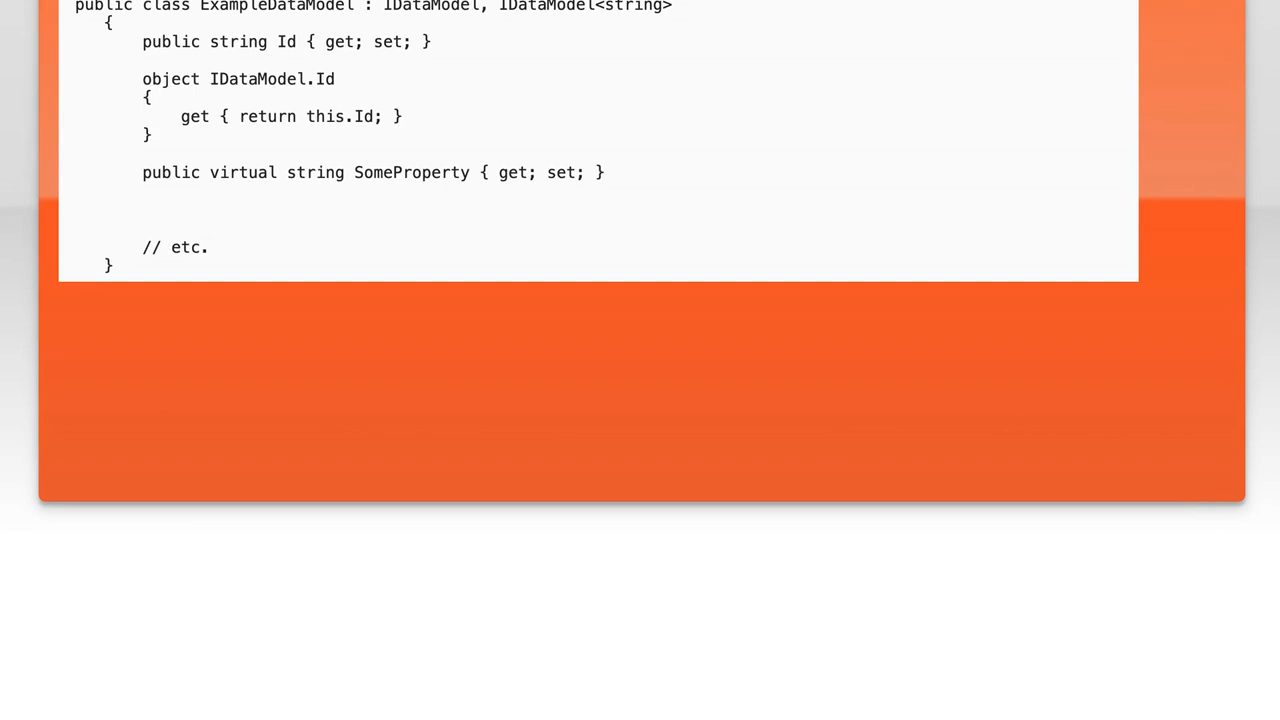 public class ExampleDataModel : IDataModel, IDataModel<string>
{
public string Id { get; set; }
object IDataModel.Id
{
get { return this.Id; }
}
public virtual string SomeProperty { get; set; }
// etc.
}